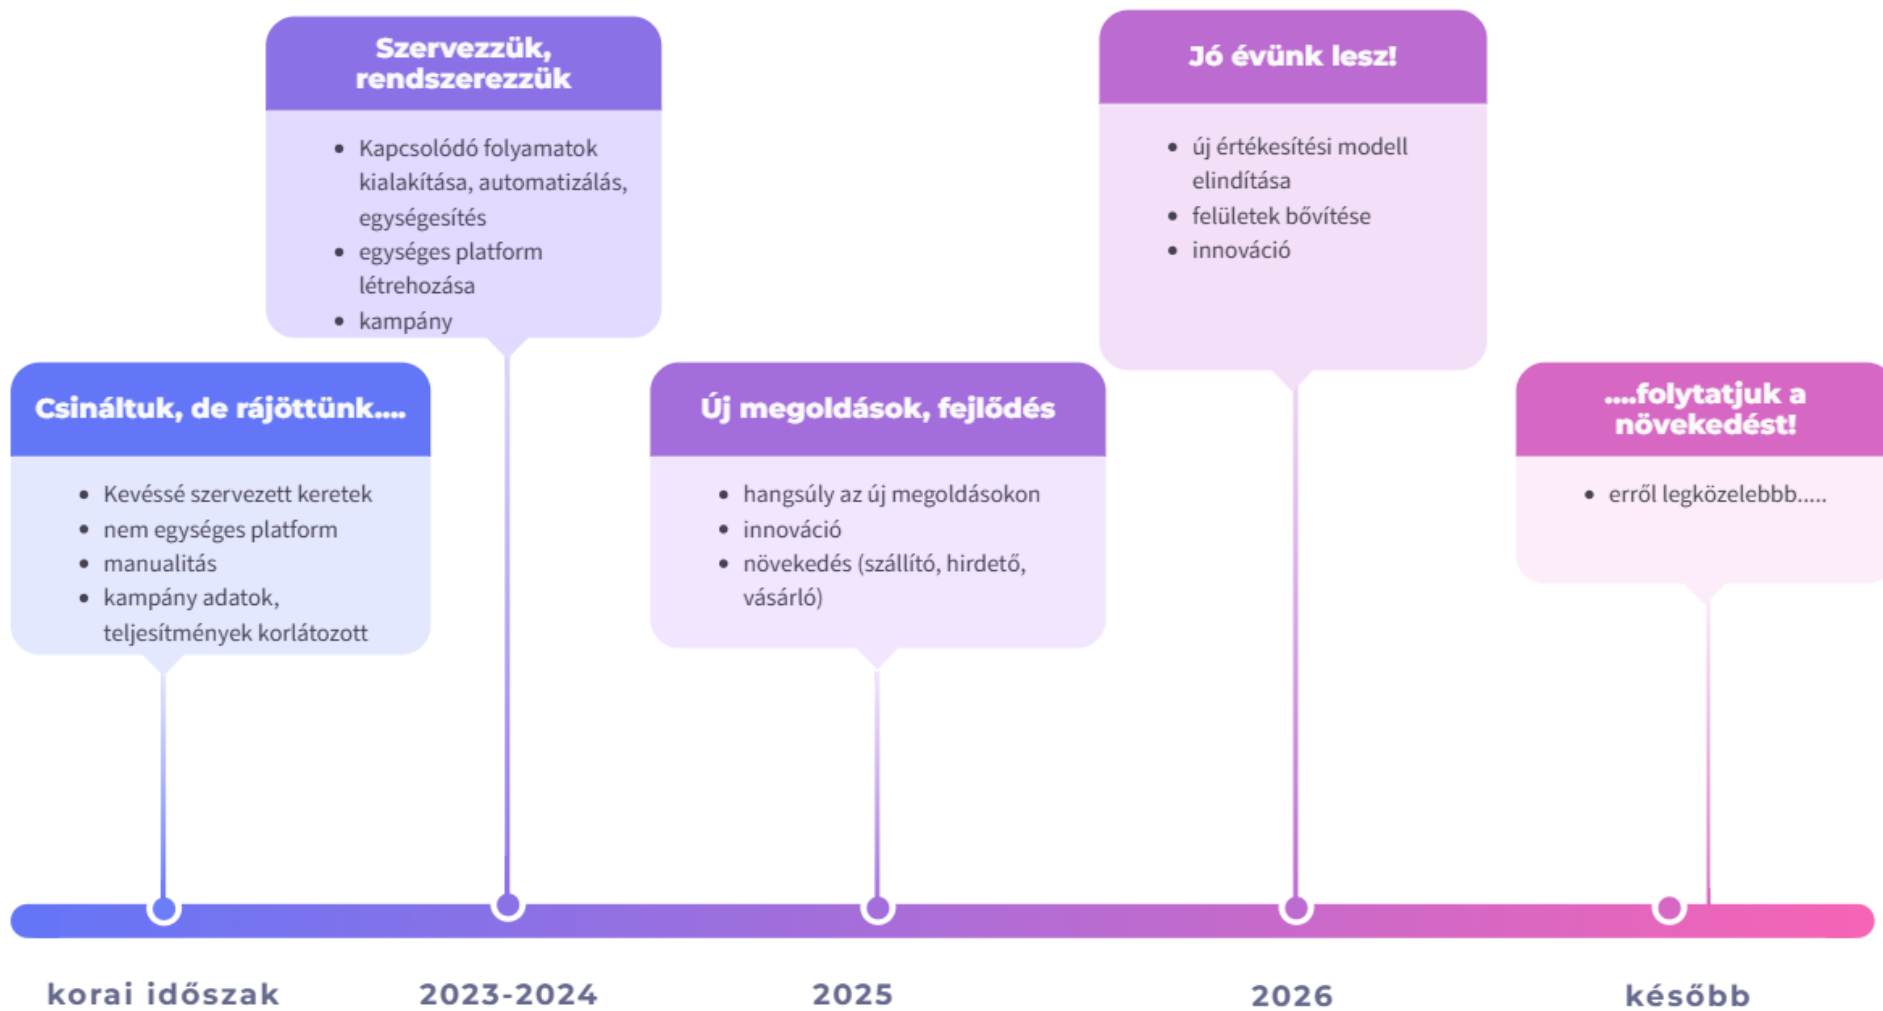 Csináltuk, de rájöttünk....
Kevéssé szervezett keretek
nem egységes platform
manualitás
kampány adatok,
teljesítmények korlátozott
korai időszak
Szervezzük,
rendszerezzük
Kapcsolódó folyamatok
kialakítása, automatizálás,
egységesítés
egységes platform
létrehozása
kampány
2023-2024
Új megoldások, fejlődés
hangsúly az új megoldásokon
innováció
növekedés (szállító, hirdető,
vásárló)
2025
Jó évünk lesz!
új értékesítési modell
elindítása
felületek bővítése
innováció
2026
....folytatjuk a
növekedést!
erről legközelebbb.....
később